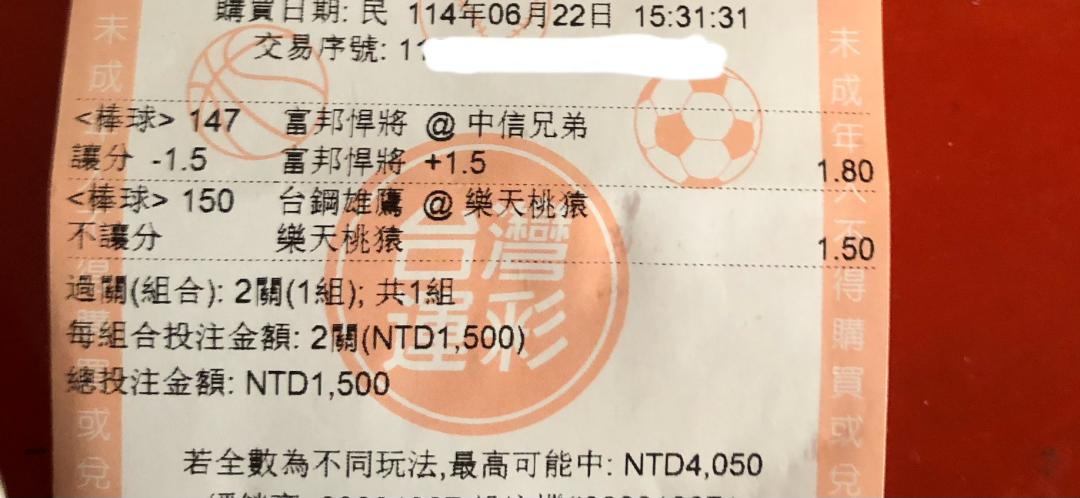 購買日期: 民 114年06月22日 15:31:31
交易序號: 11
<棒球> 147 富邦悍將 @ 中信兄弟
讓分 -1.5 富邦悍將 +1.5 1.80
<棒球> 150 台鋼雄鷹 @ 樂天桃猿
不讓分 樂天桃猿 1.50
過關(組合): 2關(1組); 共1組
每組合投注金額: 2關(NTD1,500)
總投注金額: NTD1,500
若全數為不同玩法,最高可能中: NTD4,050
台灣
運彩
未成
得購
或兌
未成年人不得購買或兌